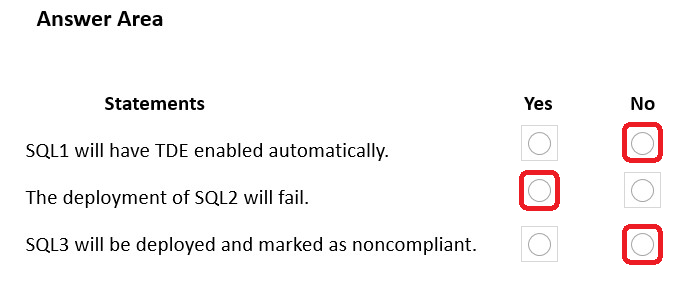 Answer Area
Statements Yes No
SQL1 will have TDE enabled automatically.
The deployment of SQL2 will fail.
SQL3 will be deployed and marked as noncompliant.